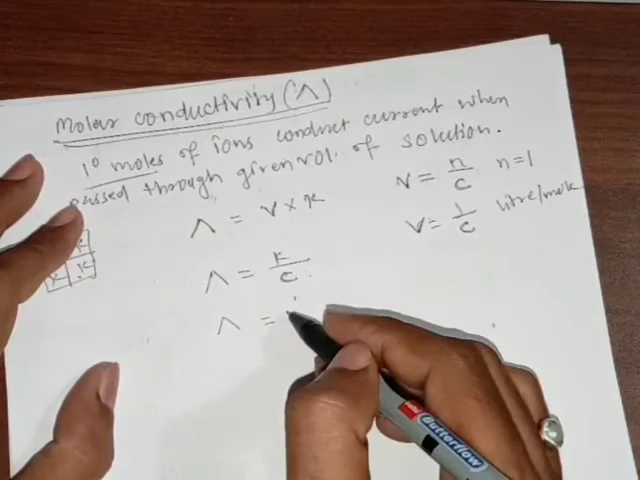 Molar conductivity (Λ)
1° moles of ions conduct current when
passed through given vol. of solution.
Λ = V × κ
V = n/C n=1
V = 1/C litre/mole
κ
κ κ
Λ = κ/C
Λ =
Butterflow